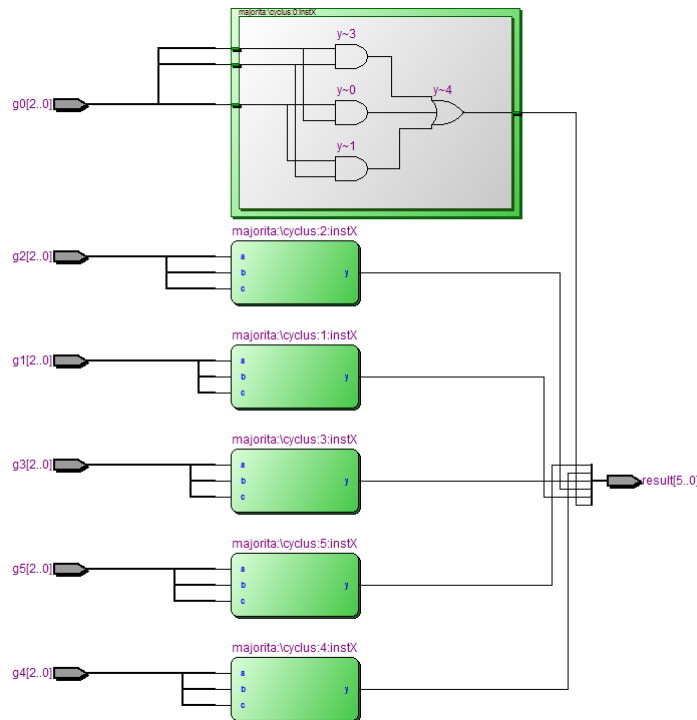 majorita:\cyclus:0:instX
y~3
y~0
y~4
y~1
g0[2..0]
majorita:\cyclus:2:instX
g2[2..0]
a
b
c
y
majorita:\cyclus:1:instX
g1[2..0]
a
b
c
y
majorita:\cyclus:3:instX
g3[2..0]
a
b
c
y
result[5..0]
majorita:\cyclus:5:instX
g5[2..0]
a
b
c
y
majorita:\cyclus:4:instX
g4[2..0]
a
b
c
y